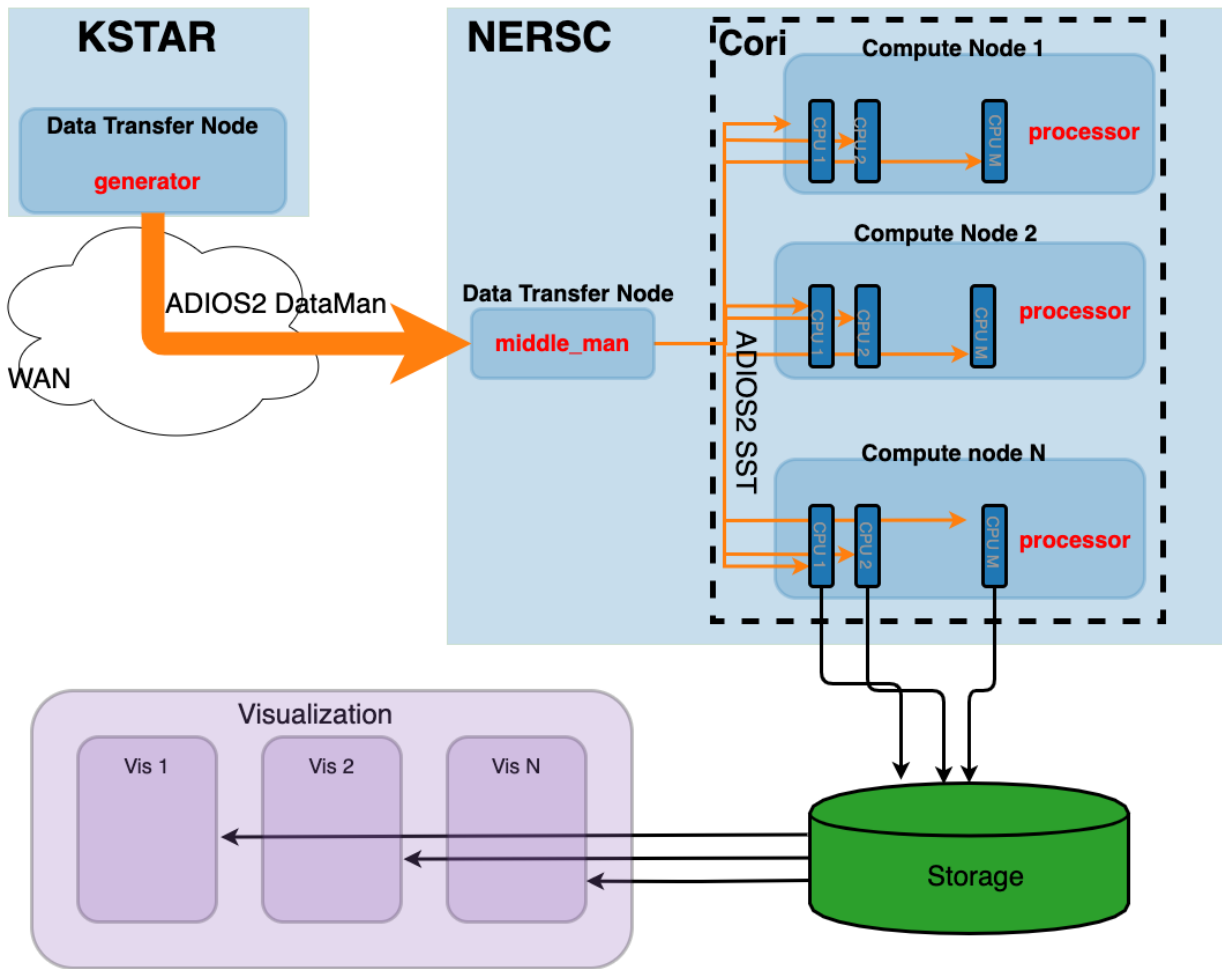 KSTAR
Data Transfer Node
generator
ADIOS2 DataMan
WAN
NERSC
Data Transfer Node
middle_man
Cori
ADIOS2 SST
Compute Node 1
CPU 1
CPU 2
CPU M
processor
Compute Node 2
CPU 1
CPU 2
CPU M
processor
Compute node N
CPU 1
CPU 2
CPU M
processor
Visualization
Vis 1
Vis 2
Vis N
Storage